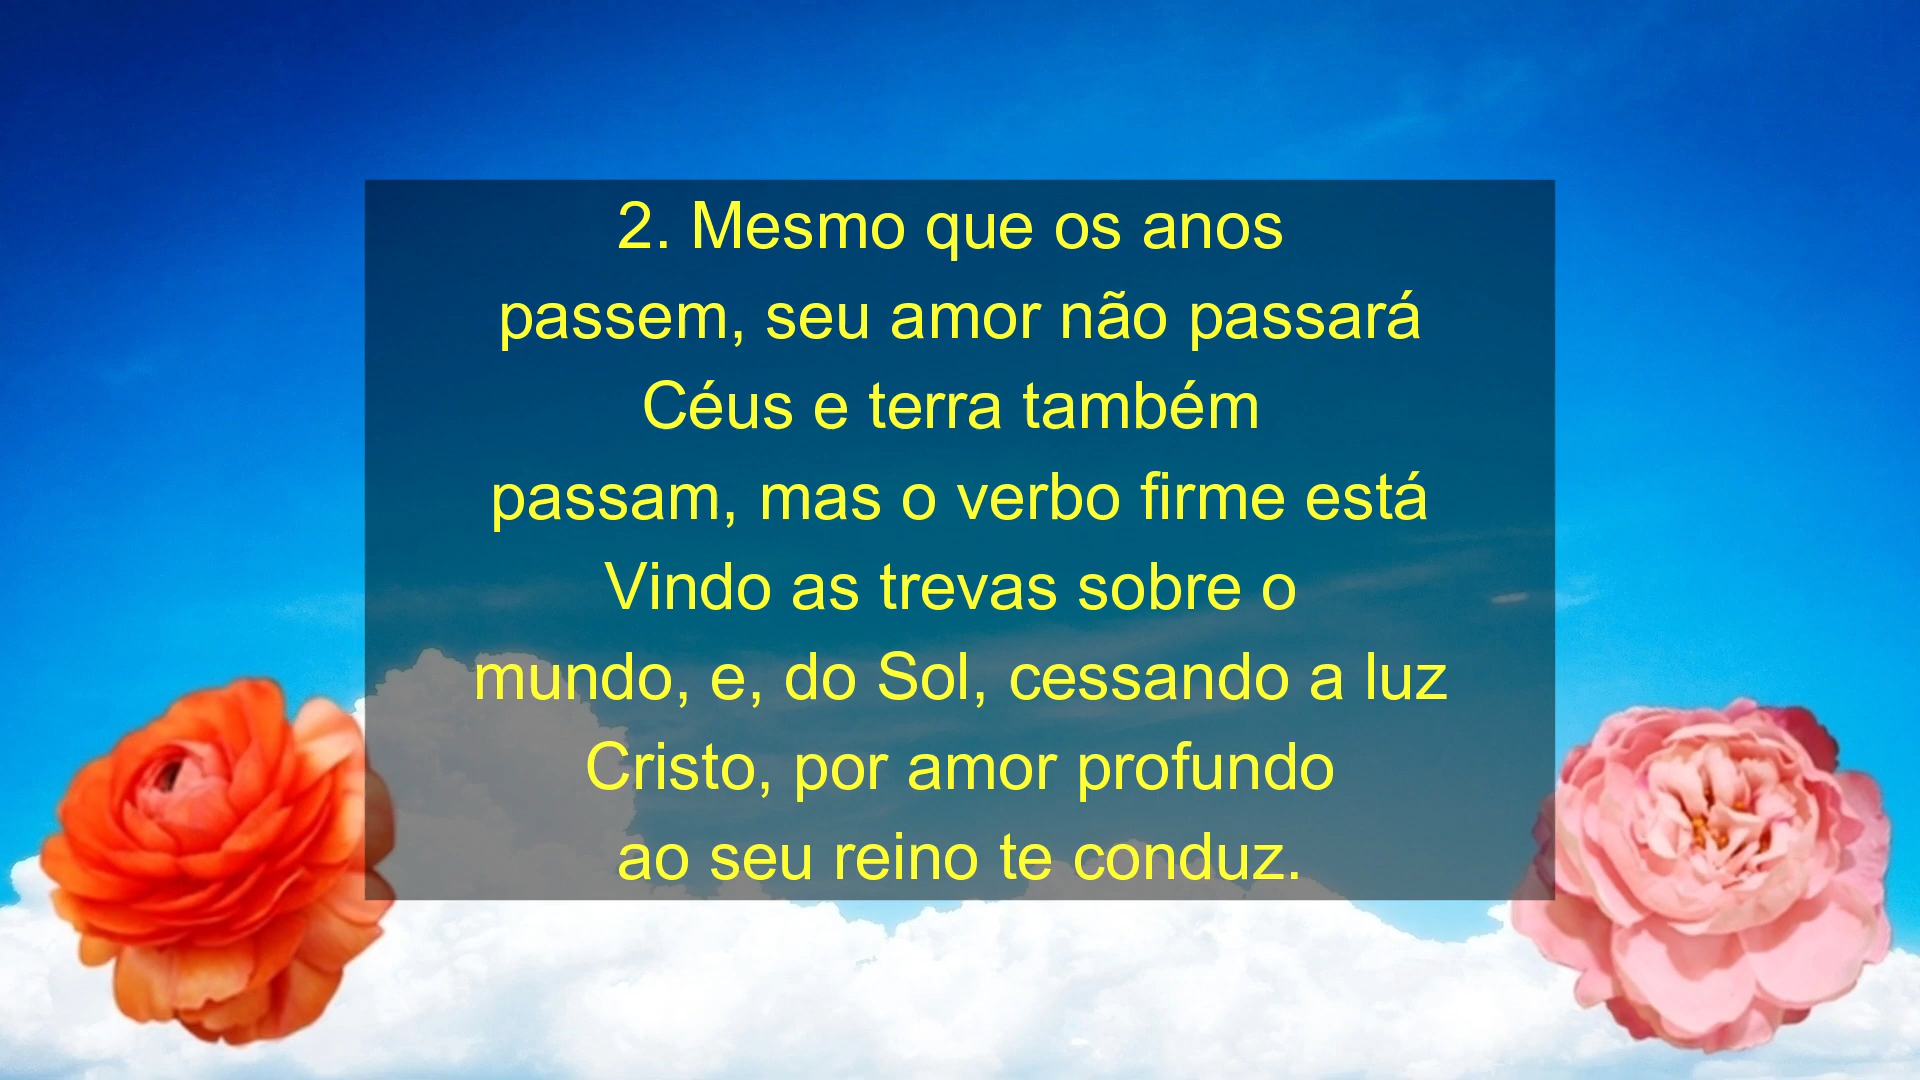 2. Mesmo que os anos
passem, seu amor não passará
Céus e terra também
passam, mas o verbo firme está
Vindo as trevas sobre o
mundo, e, do Sol, cessando a luz
Cristo, por amor profundo
ao seu reino te conduz.